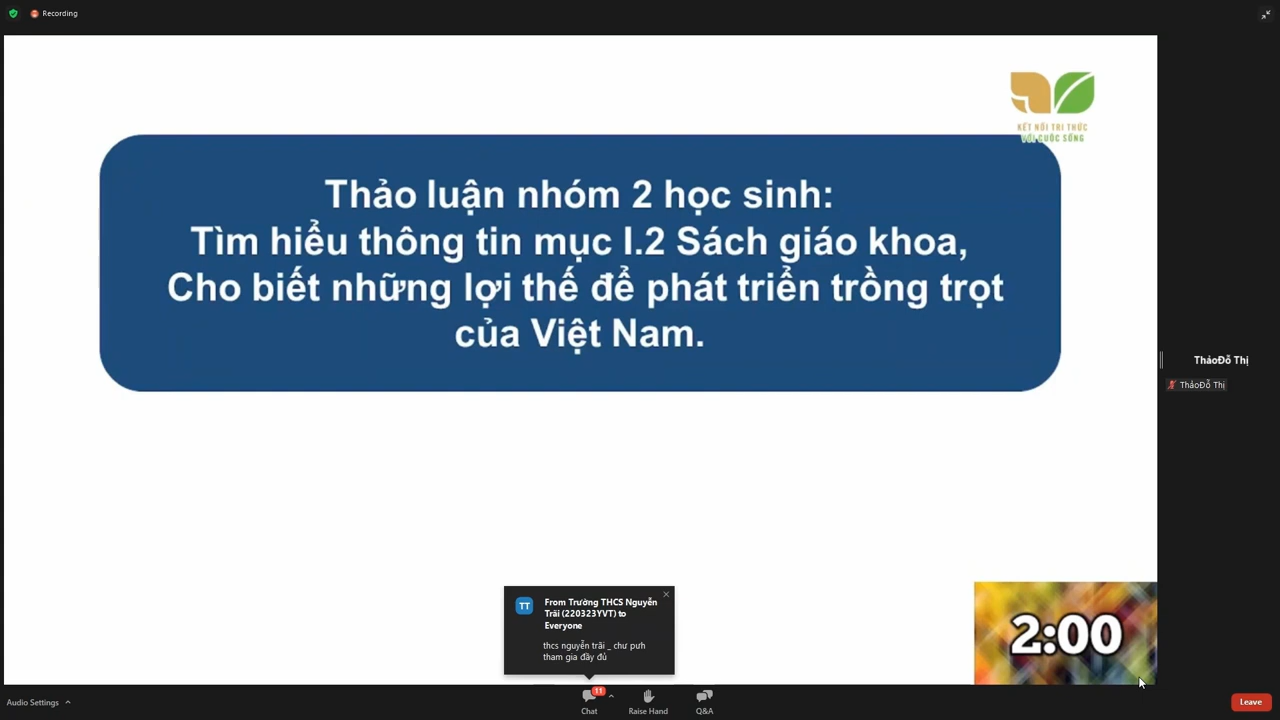 Recording
KẾT NỐI TRI THỨC
VỚI CUỘC SỐNG
Thảo luận nhóm 2 học sinh:
Tìm hiểu thông tin mục I.2 Sách giáo khoa,
Cho biết những lợi thế để phát triển trồng trọt
của Việt Nam.
ThảoĐỗ Thị
ThảoĐỗ Thị
TT
From Trường THCS Nguyễn
Trãi (220323YVT) to
Everyone
thcs nguyễn trãi _ chư pưh
tham gia đầy đủ
2:00
Audio Settings
11
Chat
Raise Hand
Q&A
Leave